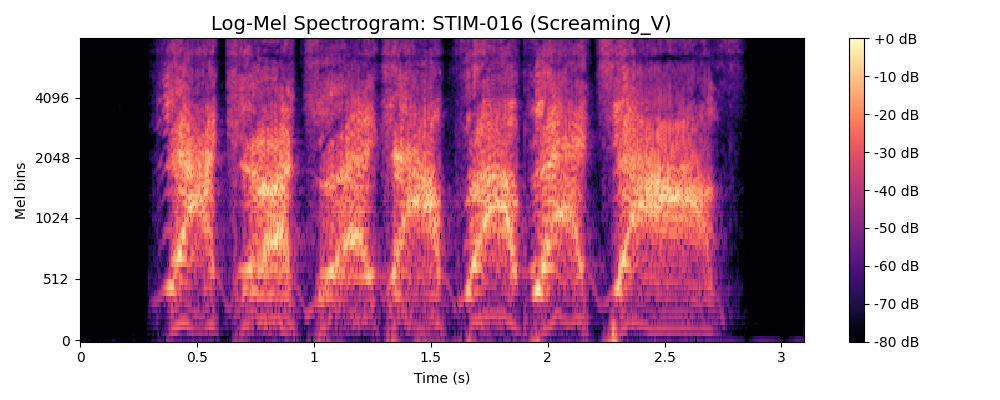 Log-Mel Spectrogram: STIM-016 (Screaming_V)
Mel bins
4096
2048
1024
512
0
0
0.5
1
1.5
2
2.5
3
Time (s)
+0 dB
-10 dB
-20 dB
-30 dB
-40 dB
-50 dB
-60 dB
-70 dB
-80 dB